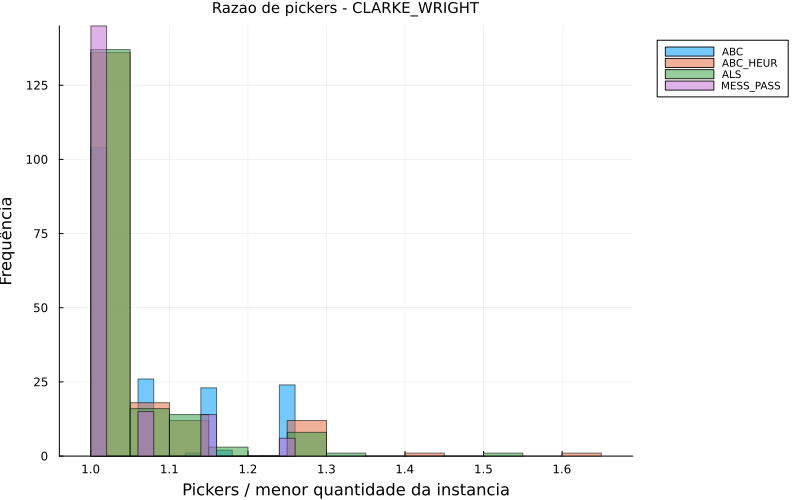 Razao de pickers - CLARKE_WRIGHT
ABC
ABC_HEUR
ALS
MESS_PASS
Frequência
125
100
75
50
25
0
1.0 1.1 1.2 1.3 1.4 1.5 1.6
Pickers / menor quantidade da instancia